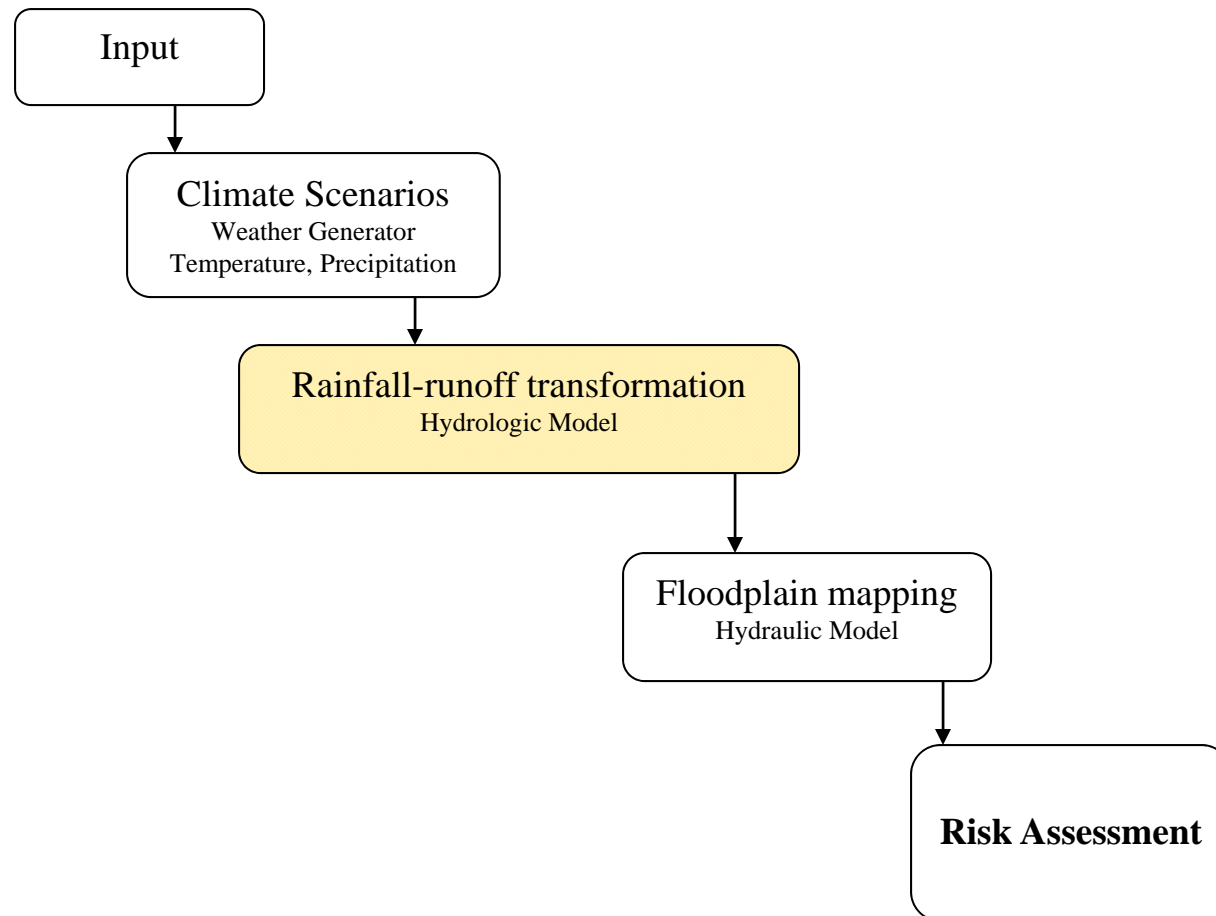 Input
Climate Scenarios
Weather Generator
Temperature, Precipitation
Rainfall-runoff transformation
Hydrologic Model
Floodplain mapping
Hydraulic Model
Risk Assessment